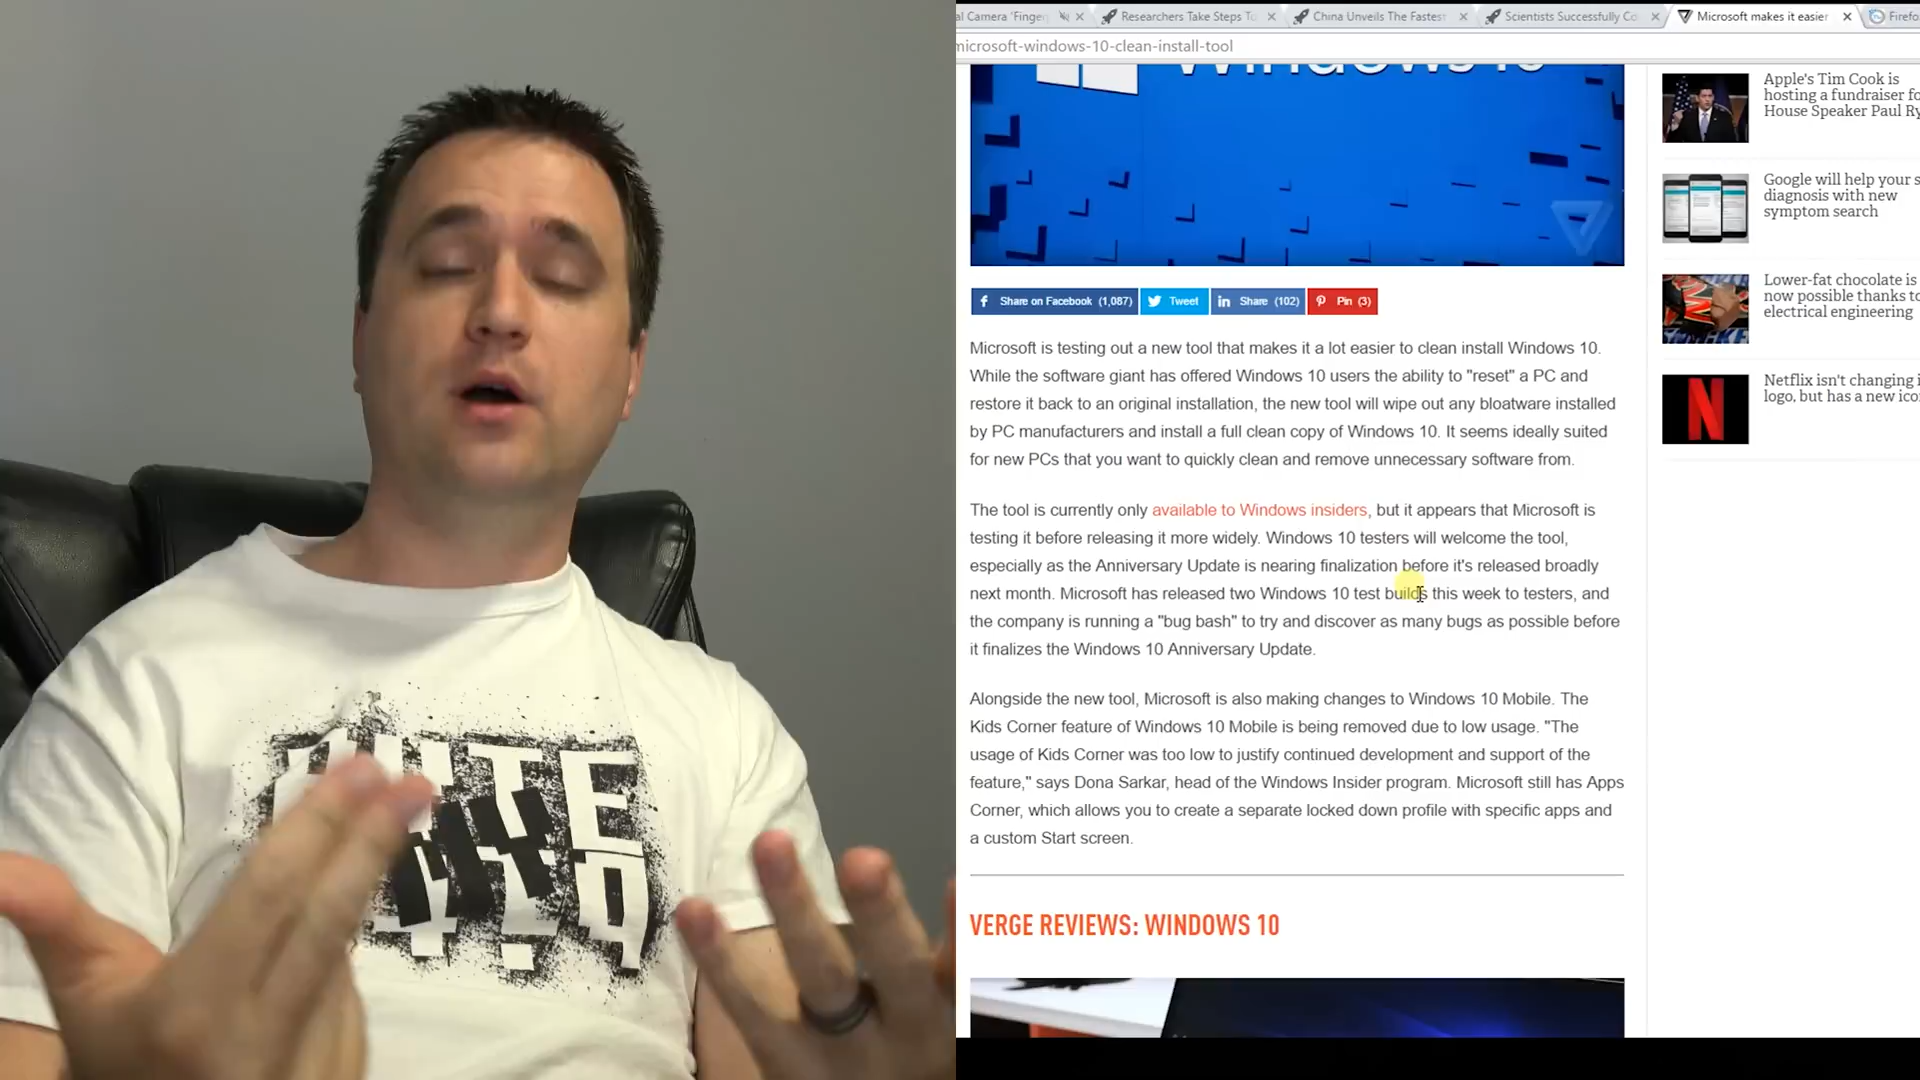 al Camera 'Finger
Researchers Take Steps To
China Unveils The Fastest
Scientists Successfully Co
Microsoft makes it easier
Firefo
microsoft-windows-10-clean-install-tool
Windows 10
Share on Facebook (1,087)
Tweet
Share (102)
Pin (3)
Microsoft is testing out a new tool that makes it a lot easier to clean install Windows 10.
While the software giant has offered Windows 10 users the ability to "reset" a PC and
restore it back to an original installation, the new tool will wipe out any bloatware installed
by PC manufacturers and install a full clean copy of Windows 10. It seems ideally suited
for new PCs that you want to quickly clean and remove unnecessary software from.
The tool is currently only available to Windows insiders, but it appears that Microsoft is
testing it before releasing it more widely. Windows 10 testers will welcome the tool,
especially as the Anniversary Update is nearing finalization before it's released broadly
next month. Microsoft has released two Windows 10 test builds this week to testers, and
the company is running a "bug bash" to try and discover as many bugs as possible before
it finalizes the Windows 10 Anniversary Update.
Alongside the new tool, Microsoft is also making changes to Windows 10 Mobile. The
Kids Corner feature of Windows 10 Mobile is being removed due to low usage. "The
usage of Kids Corner was too low to justify continued development and support of the
feature," says Dona Sarkar, head of the Windows Insider program. Microsoft still has Apps
Corner, which allows you to create a separate locked down profile with specific apps and
a custom Start screen.
VERGE REVIEWS: WINDOWS 10
Apple's Tim Cook is
hosting a fundraiser fo
House Speaker Paul Ry
Google will help your s
diagnosis with new
symptom search
Lower-fat chocolate is
now possible thanks to
electrical engineering
Netflix isn't changing i
logo, but has a new ico